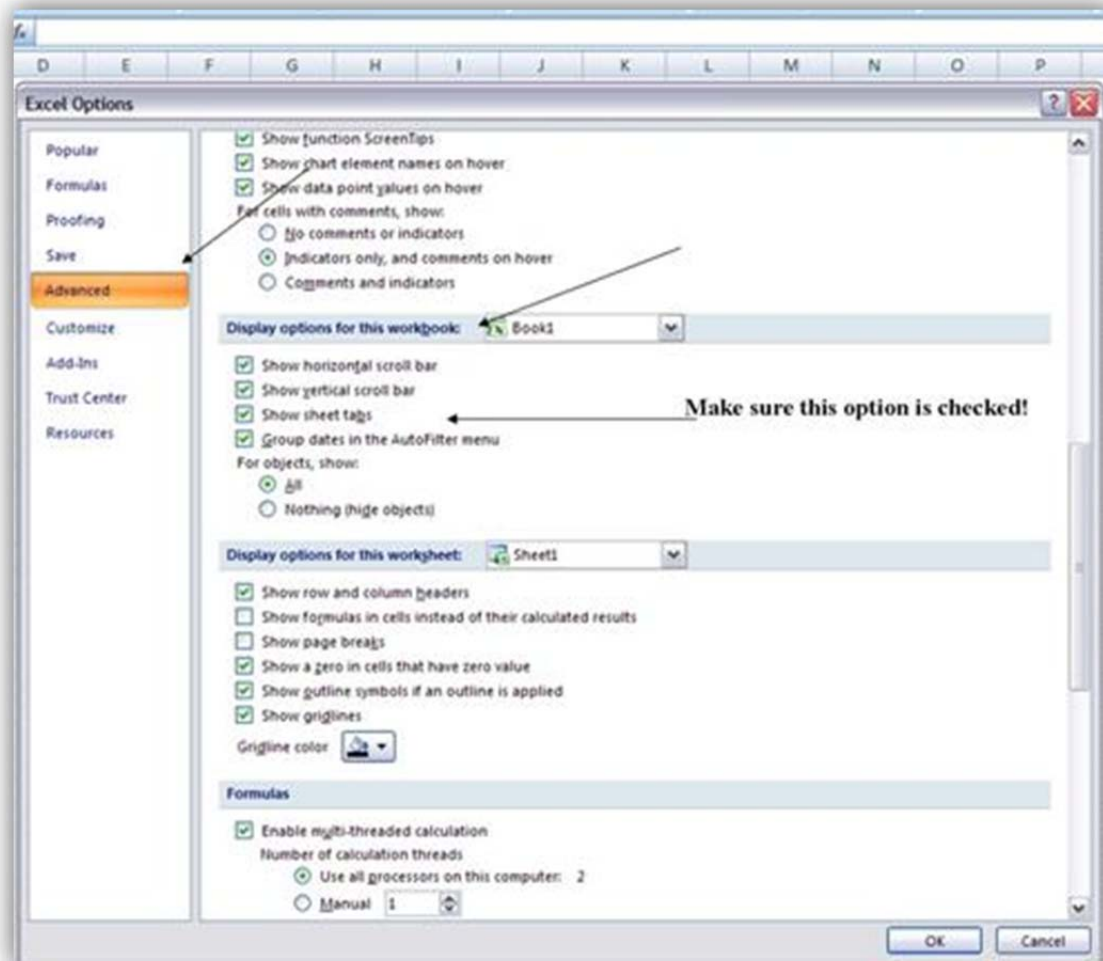 fx
D E F G H I J K L M N O P
Excel Options
?
Popular
Formulas
Proofing
Save
Advanced
Customize
Add-Ins
Trust Center
Resources
Show function ScreenTips
Show chart element names on hover
Show data point values on hover
For cells with comments, show:
No comments or indicators
Indicators only, and comments on hover
Comments and indicators
Display options for this workbook: Book1
Show horizontal scroll bar
Show vertical scroll bar
Show sheet tabs
Make sure this option is checked!
Group dates in the AutoFilter menu
For objects, show:
All
Nothing (hide objects)
Display options for this worksheet: Sheet1
Show row and column headers
Show formulas in cells instead of their calculated results
Show page breaks
Show a zero in cells that have zero value
Show outline symbols if an outline is applied
Show gridlines
Gridline color
Formulas
Enable multi-threaded calculation
Number of calculation threads
Use all processors on this computer: 2
Manual 1
OK Cancel